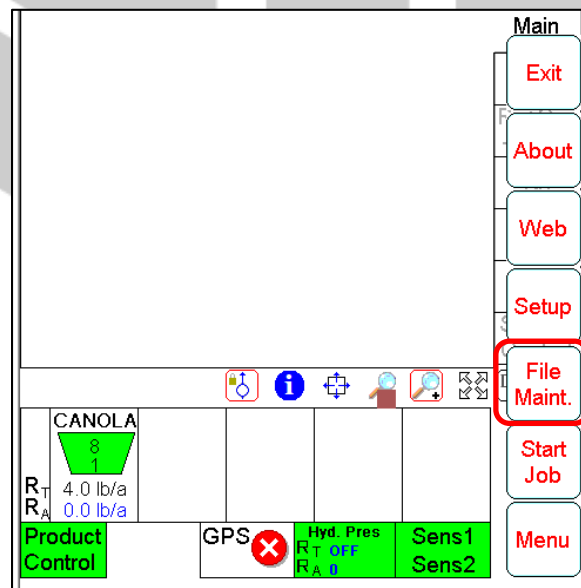 Main
Exit
About
Web
Setup
File
Maint.
Start
Job
Menu
CANOLA
8
1
RT 4.0 lb/a
RA 0.0 lb/a
Product
Control
GPS
Hyd. Pres
RT OFF
RA 0
Sens1
Sens2